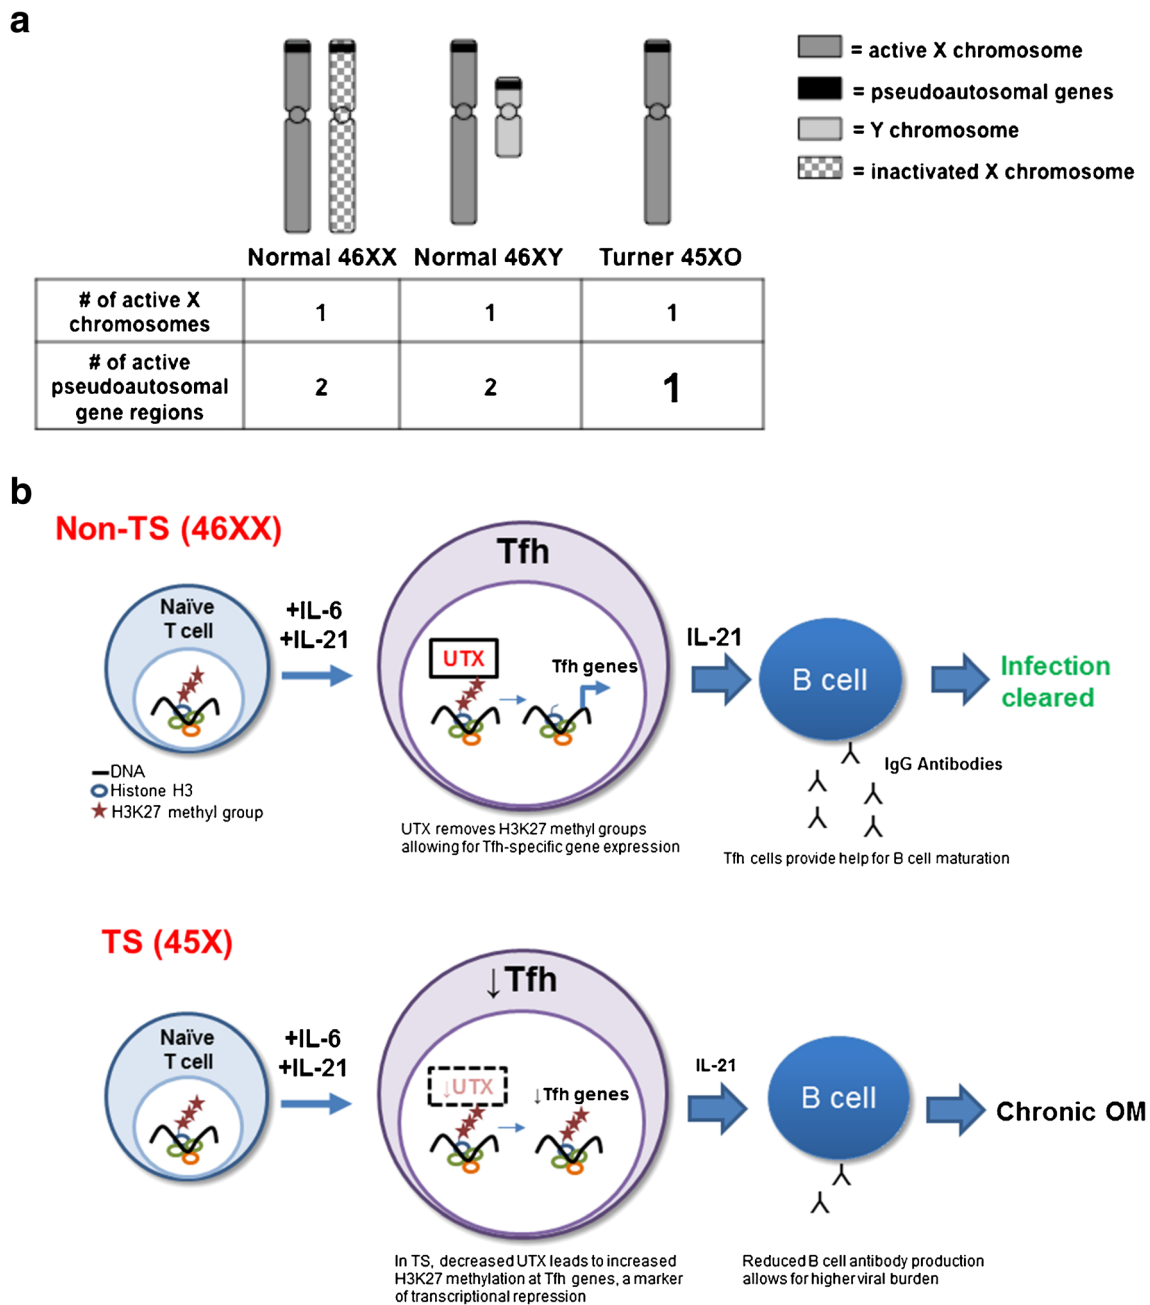 a
= active X chromosome
= pseudoautosomal genes
= Y chromosome
= inactivated X chromosome
Normal 46XX Normal 46XY Turner 45XO
# of active X
chromosomes
1 1 1
# of active
pseudoautosomal
gene regions
2 2 1
b
Non-TS (46XX)
Naïve
T cell
+IL-6
+IL-21
Tfh
UTX
Tfh genes
IL-21
B cell
Infection
cleared
DNA
Histone H3
H3K27 methyl group
IgG Antibodies
UTX removes H3K27 methyl groups
allowing for Tfh-specific gene expression
Tfh cells provide help for B cell maturation
TS (45X)
Naïve
T cell
+IL-6
+IL-21
↓Tfh
↓UTX
↓Tfh genes
IL-21
B cell
Chronic OM
In TS, decreased UTX leads to increased
H3K27 methylation at Tfh genes, a marker
of transcriptional repression
Reduced B cell antibody production
allows for higher viral burden